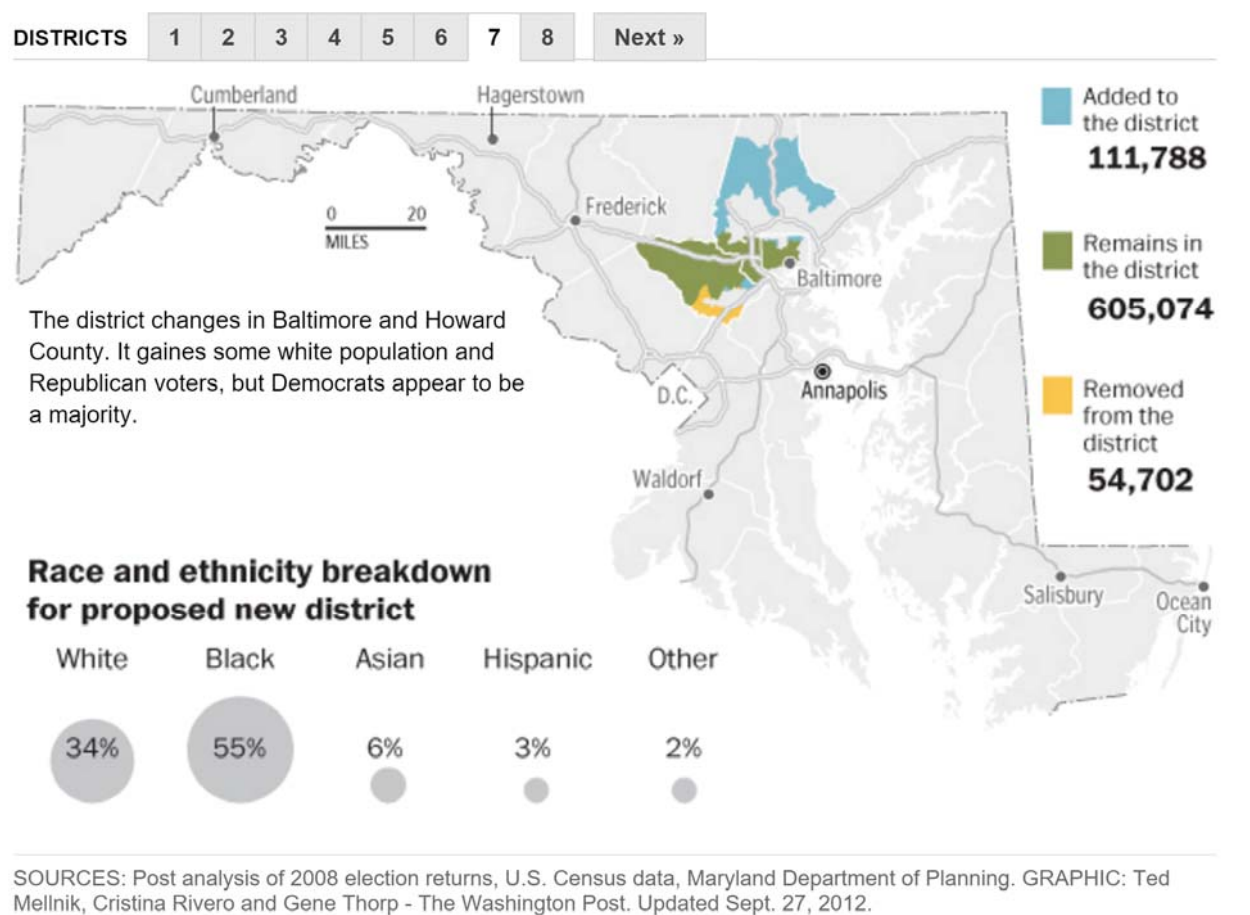 DISTRICTS 1 2 3 4 5 6 7 8 Next »
Cumberland
Hagerstown
Frederick
0 20
MILES
Baltimore
D.C.
Annapolis
Waldorf
Salisbury
Ocean
City
Added to
the district
111,788
Remains in
the district
605,074
Removed
from the
district
54,702
The district changes in Baltimore and Howard
County. It gaines some white population and
Republican voters, but Democrats appear to be
a majority.
Race and ethnicity breakdown
for proposed new district
White Black Asian Hispanic Other
34% 55% 6% 3% 2%
SOURCES: Post analysis of 2008 election returns, U.S. Census data, Maryland Department of Planning. GRAPHIC: Ted
Mellnik, Cristina Rivero and Gene Thorp - The Washington Post. Updated Sept. 27, 2012.